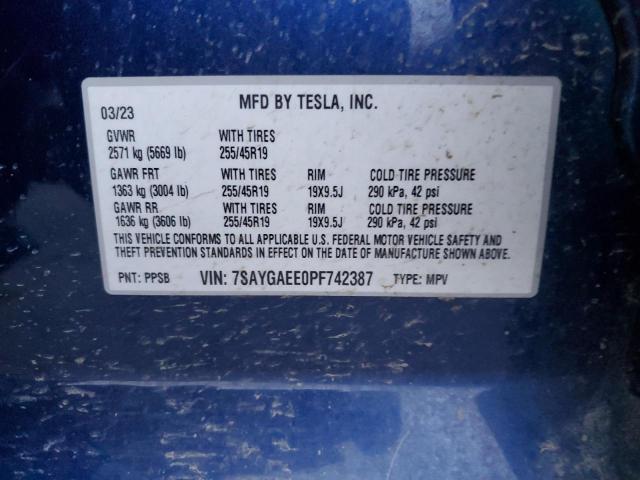 MFD BY TESLA, INC.
03/23
GVWR WITH TIRES
2571 kg (5669 lb) 255/45R19
GAWR FRT WITH TIRES RIM COLD TIRE PRESSURE
1363 kg (3004 lb) 255/45R19 19X9.5J 290 kPa, 42 psi
GAWR RR WITH TIRES RIM COLD TIRE PRESSURE
1636 kg (3606 lb) 255/45R19 19X9.5J 290 kPa, 42 psi
THIS VEHICLE CONFORMS TO ALL APPLICABLE U.S. FEDERAL MOTOR VEHICLE SAFETY AND
THEFT PREVENTION STANDARDS IN EFFECT ON THE DATE OF MANUFACTURE SHOWN ABOVE.
PNT: PPSB VIN: 7SAYGAEE0PF742387 TYPE: MPV